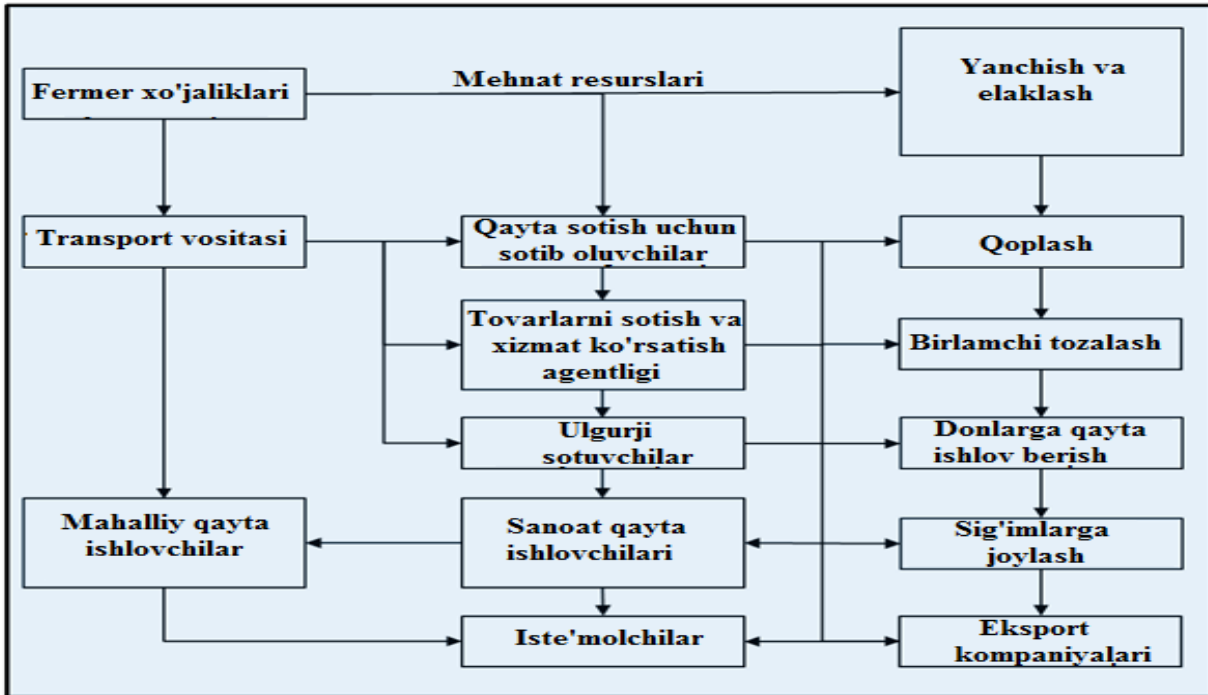 Fermer xo'jaliklari
Mehnat resurslari
Yanchish va
elaklash
Transport vositasi
Qayta sotish uchun
sotib oluvchilar
Qoplash
Tovarlarni sotish va
xizmat ko'rsatish
agentligi
Birlamchi tozalash
Ulgurji
sotuvchilar
Donlarga qayta
ishlov berish
Mahalliy qayta
ishlovchilar
Sanoat qayta
ishlovchilari
Sig'imlarga
joylash
Iste'molchilar
Eksport
kompaniyalari